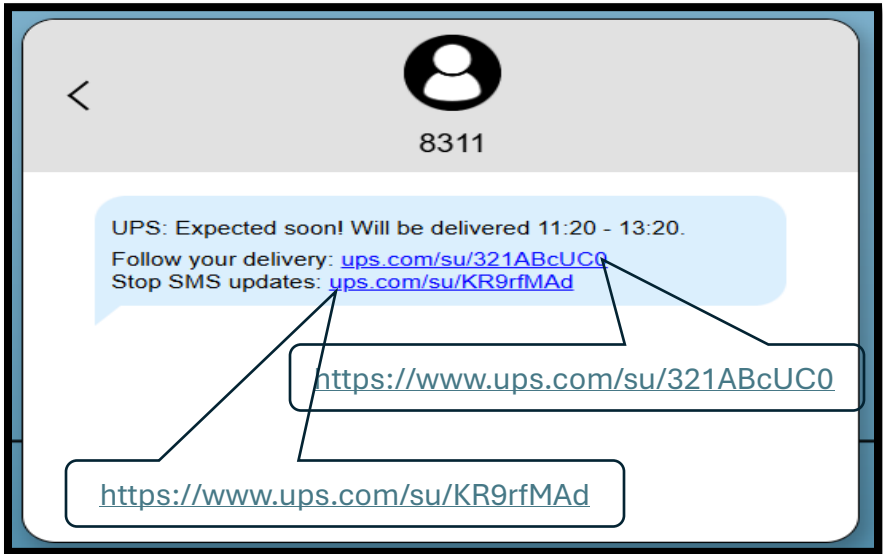 8311
UPS: Expected soon! Will be delivered 11:20 - 13:20.
Follow your delivery: ups.com/su/321ABcUC0
Stop SMS updates: ups.com/su/KR9rfMAd
https://www.ups.com/su/321ABcUC0
https://www.ups.com/su/KR9rfMAd